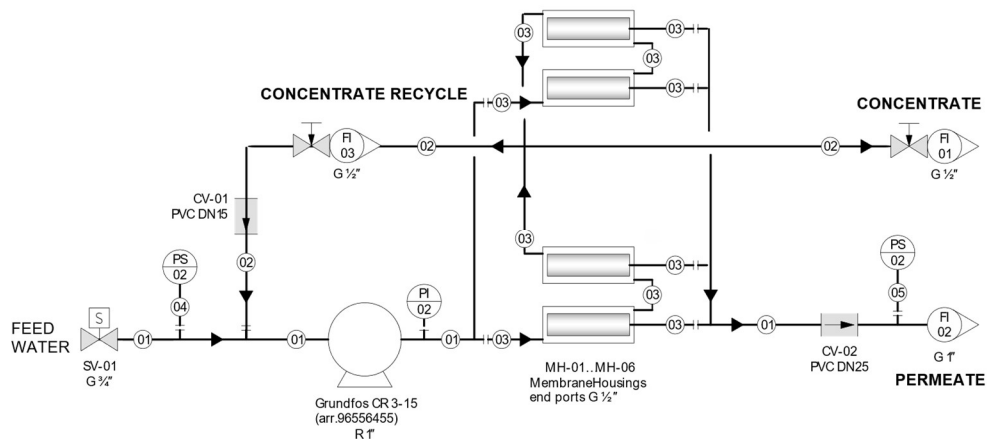 03
03
03
03
03
CONCENTRATE RECYCLE
CONCENTRATE
FI
03
G ½"
02
02
FI
01
G ½"
CV-01
PVC DN15
02
PS
02
04
03
03
03
03
PS
02
05
PI
02
S
FEED
WATER
01
01
01
03
01
FI
02
SV-01
G ¾"
Grundfos CR 3-15
(arr.96556455)
R 1"
MH-01..MH-06
MembraneHousings
end ports G ½"
CV-02
PVC DN25
G 1"
PERMEATE